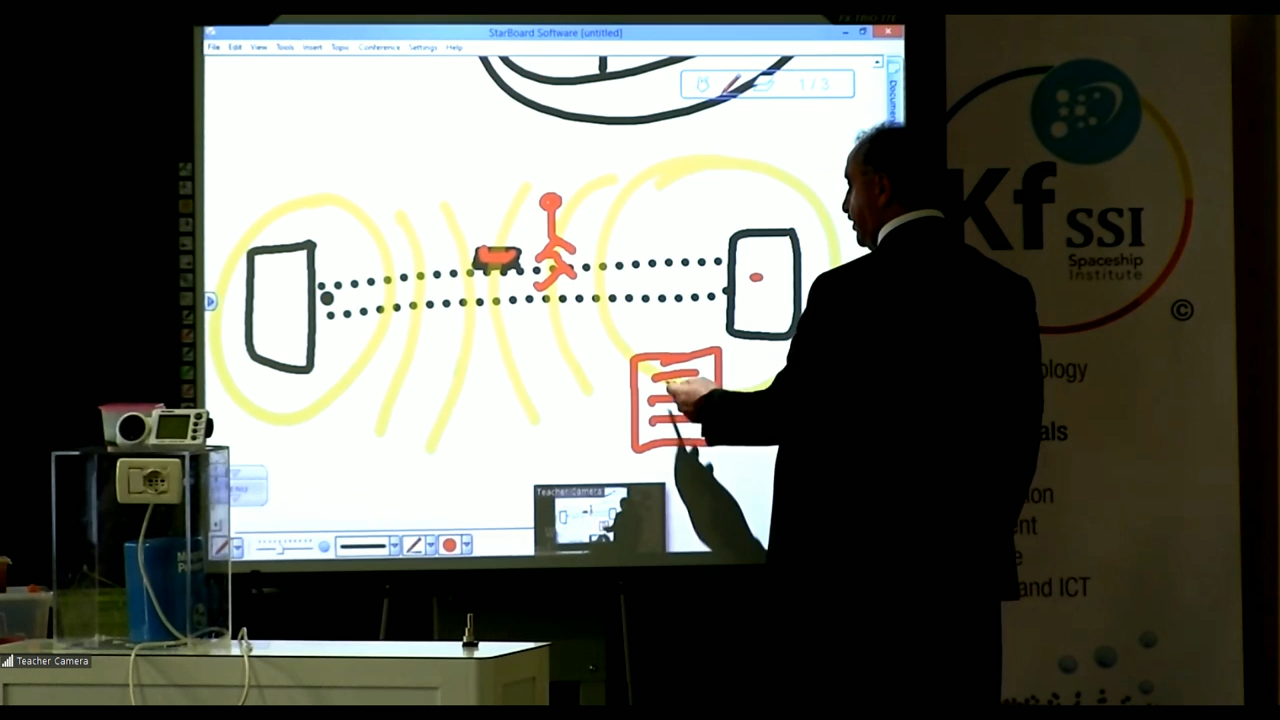 StarBoard Software [untitled]
File Edit View Tools Insert Topic Conference Settings Help
1 / 3
Documen
Kf
SSI
Spaceship
Institute
©
ology
als
ion
ent
e
and ICT
Teacher Camera
Teacher Camera